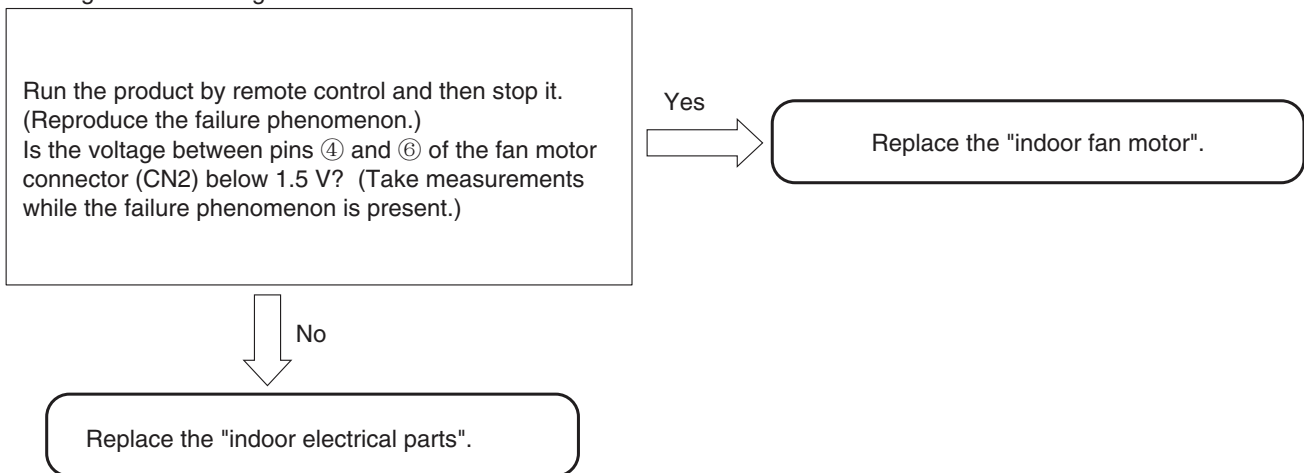 Run the product by remote control and then stop it.
(Reproduce the failure phenomenon.)
Is the voltage between pins ④ and ⑥ of the fan motor
connector (CN2) below 1.5 V?  (Take measurements
while the failure phenomenon is present.)
Yes
Replace the "indoor fan motor".
No
Replace the "indoor electrical parts".